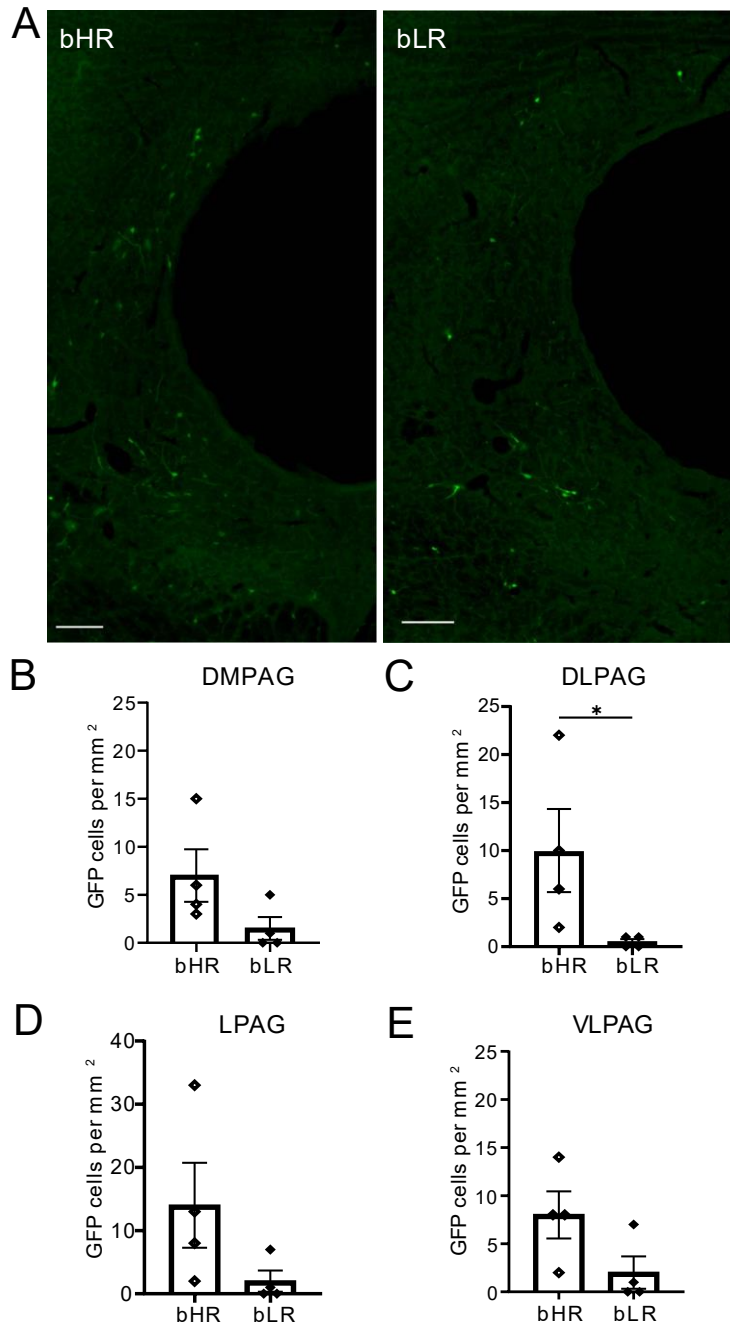 A
bHR
bLR
B
DMPAG
GFP cells per mm 2
25
20
15
10
5
0
bHR bLR
C
DLPAG
*
GFP cells per mm 2
25
20
15
10
5
0
bHR bLR
D
LPAG
GFP cells per mm 2
40
30
20
10
0
bHR bLR
E
VLPAG
GFP cells per mm 2
25
20
15
10
5
0
bHR bLR